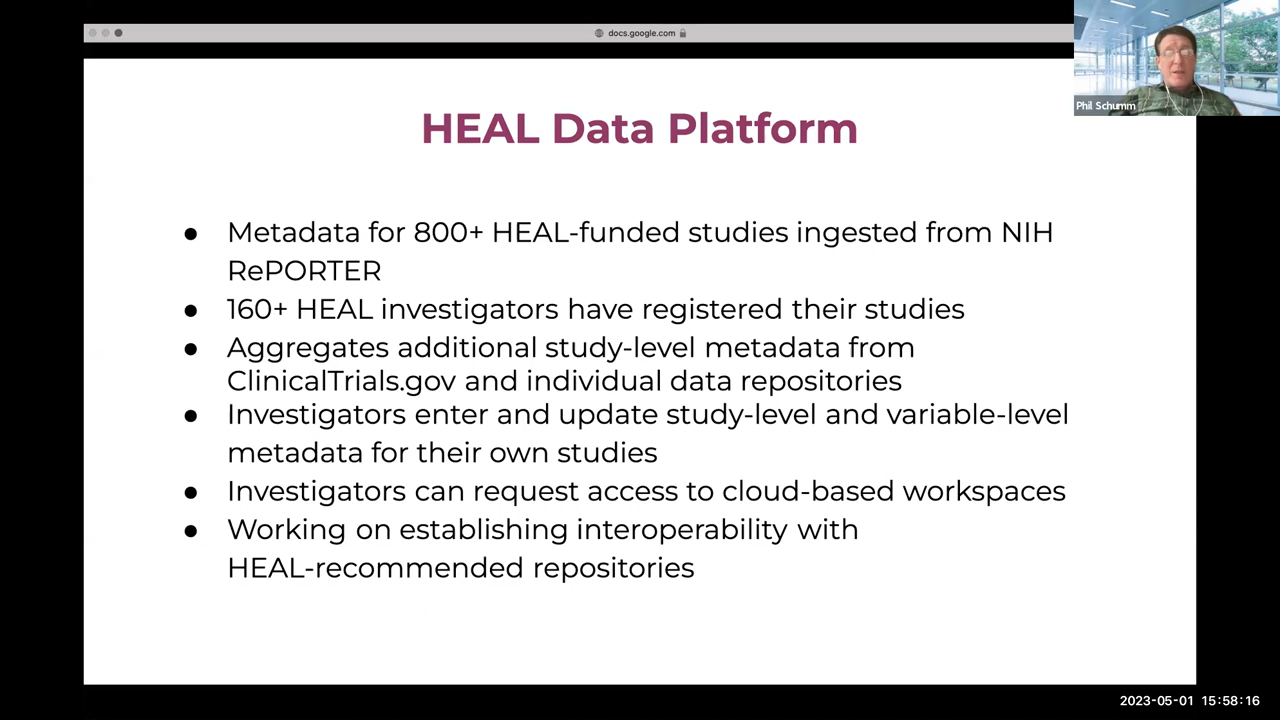 docs.google.com
Phil Schumm
HEAL Data Platform
● Metadata for 800+ HEAL-funded studies ingested from NIH
RePORTER
● 160+ HEAL investigators have registered their studies
● Aggregates additional study-level metadata from
ClinicalTrials.gov and individual data repositories
● Investigators enter and update study-level and variable-level
metadata for their own studies
● Investigators can request access to cloud-based workspaces
● Working on establishing interoperability with
HEAL-recommended repositories
2023-05-01 15:58:16